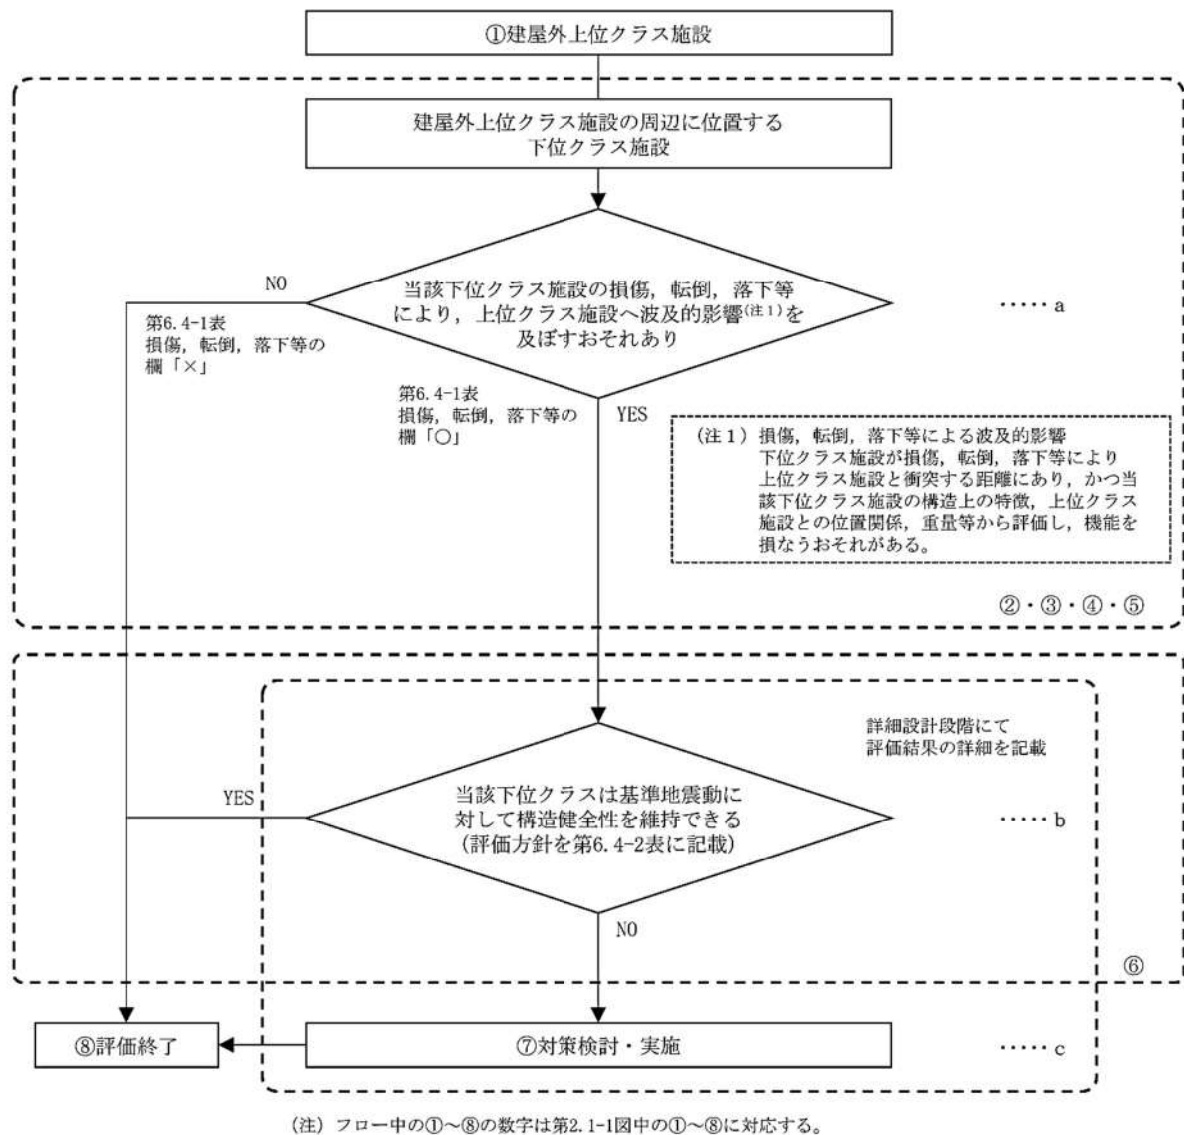 ①建屋外上位クラス施設
建屋外上位クラス施設の周辺に位置する
下位クラス施設
NO
当該下位クラス施設の損傷，転倒，落下等
により，上位クラス施設へ波及的影響(注1)を
及ぼすおそれあり
‥‥‥a
第6.4-1表
損傷，転倒，落下等の
欄「×」
第6.4-1表
損傷，転倒，落下等の
欄「○」
YES
(注１) 損傷，転倒，落下等による波及的影響
下位クラス施設が損傷，転倒，落下等により
上位クラス施設と衝突する距離にあり，かつ当
該下位クラス施設の構造上の特徴，上位クラス
施設との位置関係，重量等から評価し，機能を
損なうおそれがある。
②・③・④・⑤
詳細設計段階にて
評価結果の詳細を記載
YES
当該下位クラスは基準地震動に
対して構造健全性を維持できる
(評価方針を第6.4-2表に記載)
‥‥‥b
NO
⑥
⑧評価終了
⑦対策検討・実施
‥‥‥c
(注) フロー中の①～⑧の数字は第2.1-1図中の①～⑧に対応する。